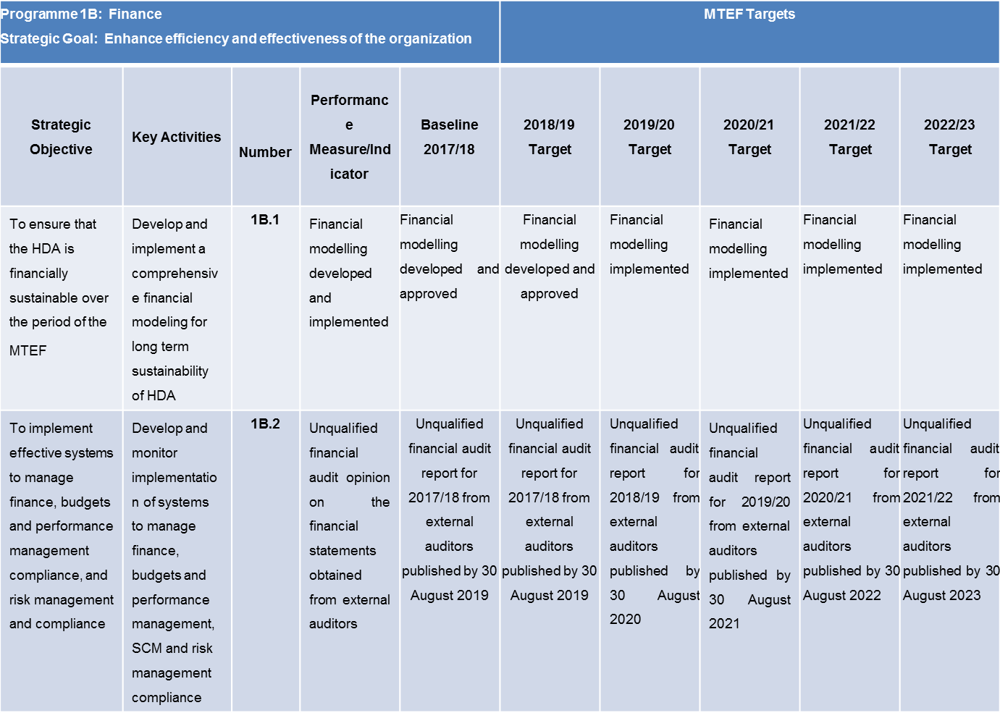 Programme 1B: Finance
Strategic Goal: Enhance efficiency and effectiveness of the organization
MTEF Targets
Strategic
Objective
Key Activities
Number
Performanc
e
Measure/Ind
icator
Baseline
2017/18
2018/19
Target
2019/20
Target
2020/21
Target
2021/22
Target
2022/23
Target
To ensure that
the HDA is
financially
sustainable over
the period of the
MTEF
Develop and
implement a
comprehensiv
e financial
modeling for
long term
sustainability
of HDA
1B.1
Financial
modelling
developed
and
implemented
Financial
modelling
developed and
approved
Financial
modelling
developed and
approved
Financial
modelling
implemented
Financial
modelling
implemented
Financial
modelling
implemented
Financial
modelling
implemented
To implement
effective systems
to manage
finance, budgets
and performance
management
compliance, and
risk management
and compliance
Develop and
monitor
implementatio
n of systems
to manage
finance,
budgets and
performance
management,
SCM and risk
management
compliance
1B.2
Unqualified
financial
audit opinion
on the
financial
statements
obtained
from external
auditors
Unqualified
financial audit
report for
2017/18 from
external
auditors
published by 30
August 2019
Unqualified
financial audit
report for
2017/18 from
external
auditors
published by 30
August 2019
Unqualified
financial audit
report for
2018/19 from
external
auditors
published by
30 August
2020
Unqualified
financial
audit report
for 2019/20
from external
auditors
published by
30 August
2021
Unqualified
financial audit
report for
2020/21 from
external
auditors
published by 30
August 2022
Unqualified
financial audit
report for
2021/22 from
external
auditors
published by 30
August 2023